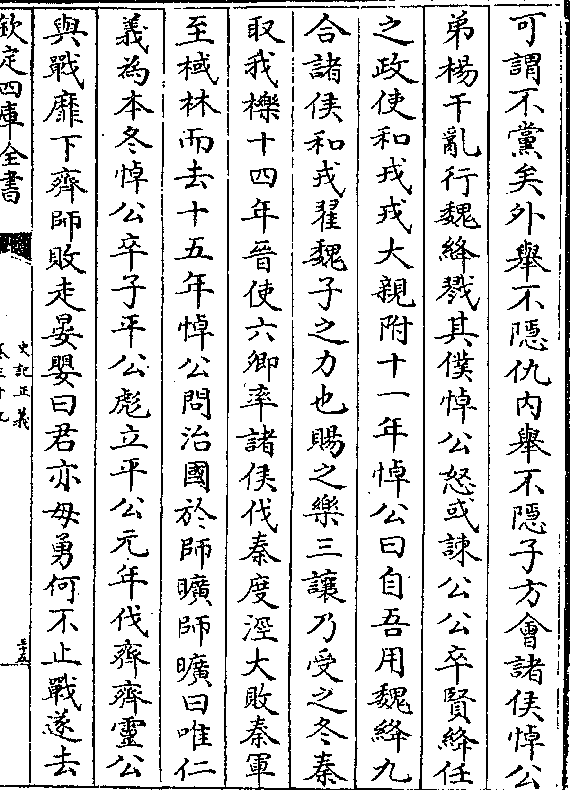 可謂不黨矣外舉不隱仇内舉不隱子方㑹諸侯悼公
弟楊干亂行魏絳戮其僕悼公怒或諫公公卒賢絳任
之政使和戎戎大親附十一年悼公曰自吾用魏絳九
合諸侯和戎翟魏子之力也賜之樂三讓乃受之冬秦
取我櫟十四年晉使六卿率諸侯伐秦度涇大敗秦軍
至棫林而去十五年悼公問治國於師曠師曠曰唯仁
義為本冬悼公卒子平公彪立平公元年伐齊齊靈公
與戰靡下齊師敗走晏嬰曰君亦毋勇何不止戰遂去
欽定四庫全書
史記正義
卷三十九
三十五